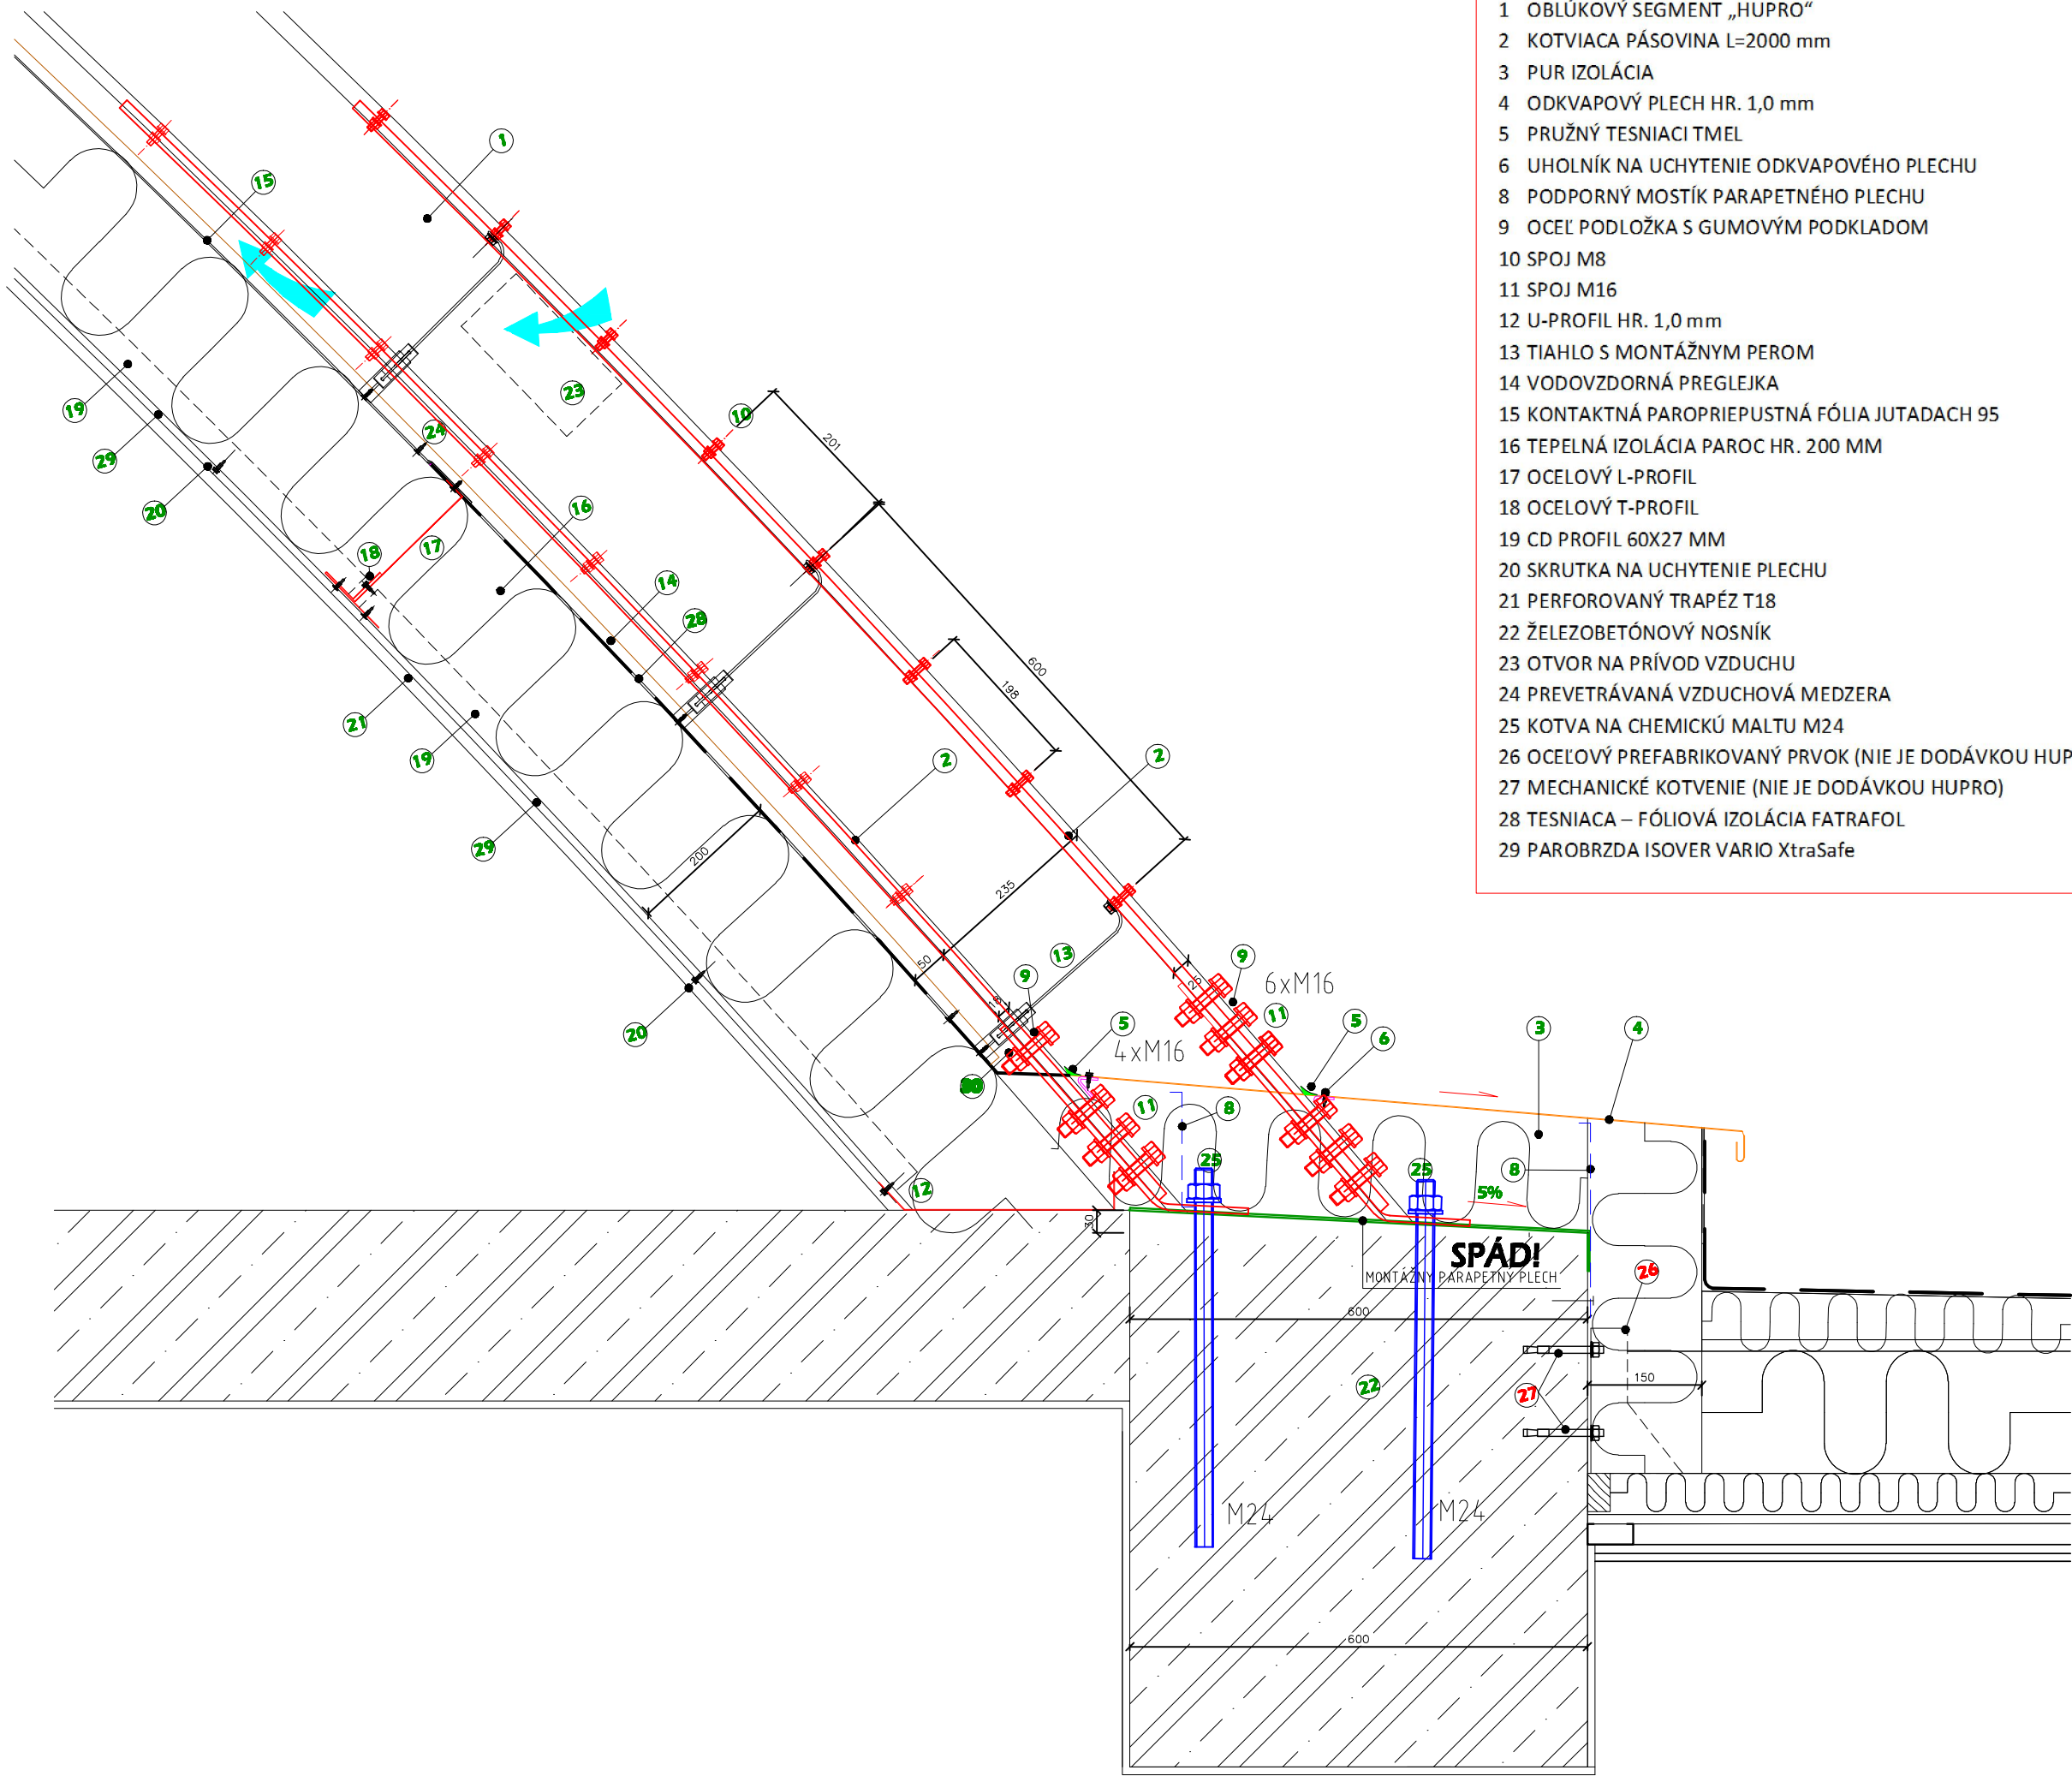 1 OBLÚKOVÝ SEGMENT „HUPRO“
2 KOTVIACA PÁSOVINA L=2000 mm
3 PUR IZOLÁCIA
4 ODKVAPOVÝ PLECH HR. 1,0 mm
5 PRUŽNÝ TESNIACI TMEL
6 UHOLNÍK NA UCHYTENIE ODKVAPOVÉHO PLECHU
8 PODPORNÝ MOSTÍK PARAPETNÉHO PLECHU
9 OCEĽ PODLOŽKA S GUMOVÝM PODKLADOM
10 SPOJ M8
11 SPOJ M16
12 U-PROFIL HR. 1,0 mm
13 TIAHLO S MONTÁŽNYM PEROM
14 VODOVZDORNÁ PREGLEJKA
15 KONTAKTNÁ PAROPRIEPUSTNÁ FÓLIA JUTADACH 95
16 TEPELNÁ IZOLÁCIA PAROC HR. 200 MM
17 OCELOVÝ L-PROFIL
18 OCELOVÝ T-PROFIL
19 CD PROFIL 60X27 MM
20 SKRUTKA NA UCHYTENIE PLECHU
21 PERFOROVANÝ TRAPÉZ T18
22 ŽELEZOBETÓNOVÝ NOSNÍK
23 OTVOR NA PRÍVOD VZDUCHU
24 PREVETRÁVANÁ VZDUCHOVÁ MEDZERA
25 KOTVA NA CHEMICKÚ MALTU M24
26 OCEĽOVÝ PREFABRIKOVANÝ PRVOK (NIE JE DODÁVKOU HUP
27 MECHANICKÉ KOTVENIE (NIE JE DODÁVKOU HUPRO)
28 TESNIACA – FÓLIOVÁ IZOLÁCIA FATRAFOL
29 PAROBRZDA ISOVER VARIO XtraSafe
1
15
23
19
10
24
201
29
20
16
18
17
14
28
600
198
21
19
2
2
29
200
235
50
13
9
9
25
6xM16
11
18
20
5
4xM16
5
6
3
4
11
8
25
25
8
12
5%
30
SPÁD!
MONTÁŽNY PARAPETNÝ PLECH
26
600
150
22
27
M24
M24
600